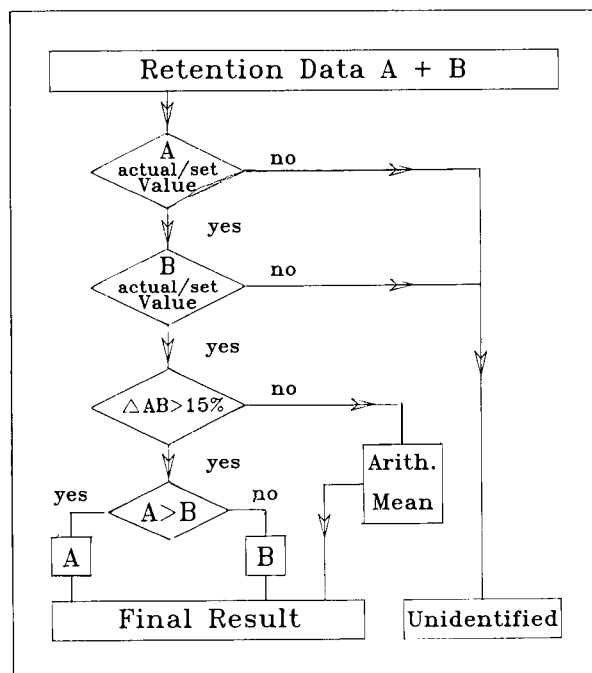 Retention Data A + B
A
actual/set
Value
no
yes
B
actual/set
Value
no
yes
△AB>15%
no
yes
Arith.
Mean
yes
A>B
no
A
B
Final Result
Unidentified